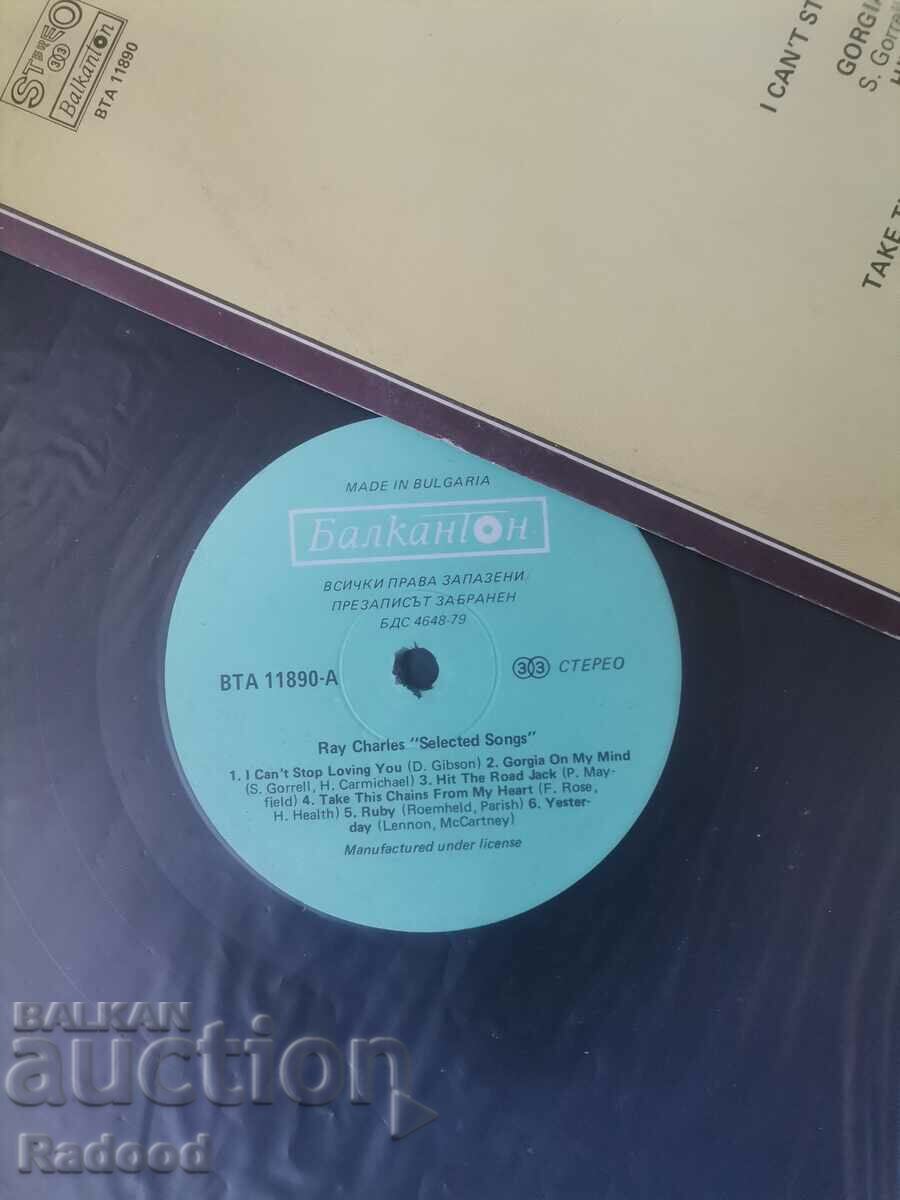 STEREO
33
Balkanton
BTA 11890
I CAN'T ST
GORGIA
S. Gorrell
TAKE T
MADE IN BULGARIA
Балкантон
ВСИЧКИ ПРАВА ЗАПАЗЕНИ
ПРЕЗАПИСЪТ ЗАБРАНЕН
БДС 4648-79
ВТА 11890-А
33 СТЕРЕО
Ray Charles "Selected Songs"
1. I Can't Stop Loving You (D. Gibson) 2. Gorgia On My Mind
(S. Gorrell, H. Carmichael) 3. Hit The Road Jack (P. May-
field) 4. Take This Chains From My Heart (F. Rose,
H. Health) 5. Ruby (Roemheld, Parish) 6. Yester-
day (Lennon, McCartney)
Manufactured under license
BALKAN
auction
Radood